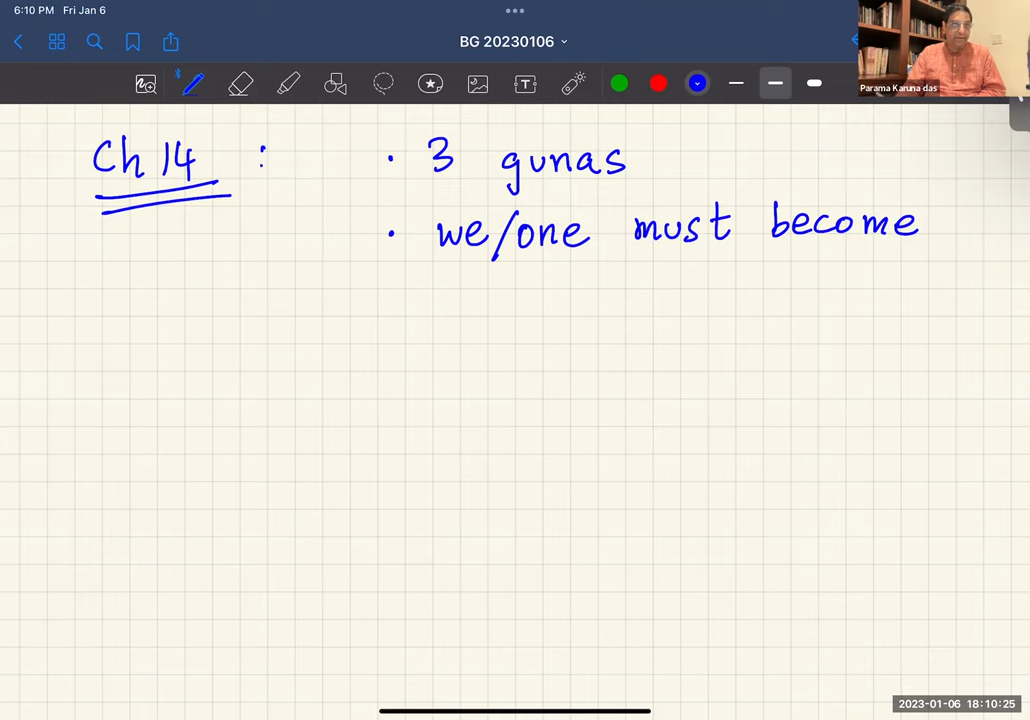 6:10 PM Fri Jan 6
BG 20230106
Parama Karuna das
Ch 14 : · 3 gunas
· we/one must become
2023-01-06 18:10:25